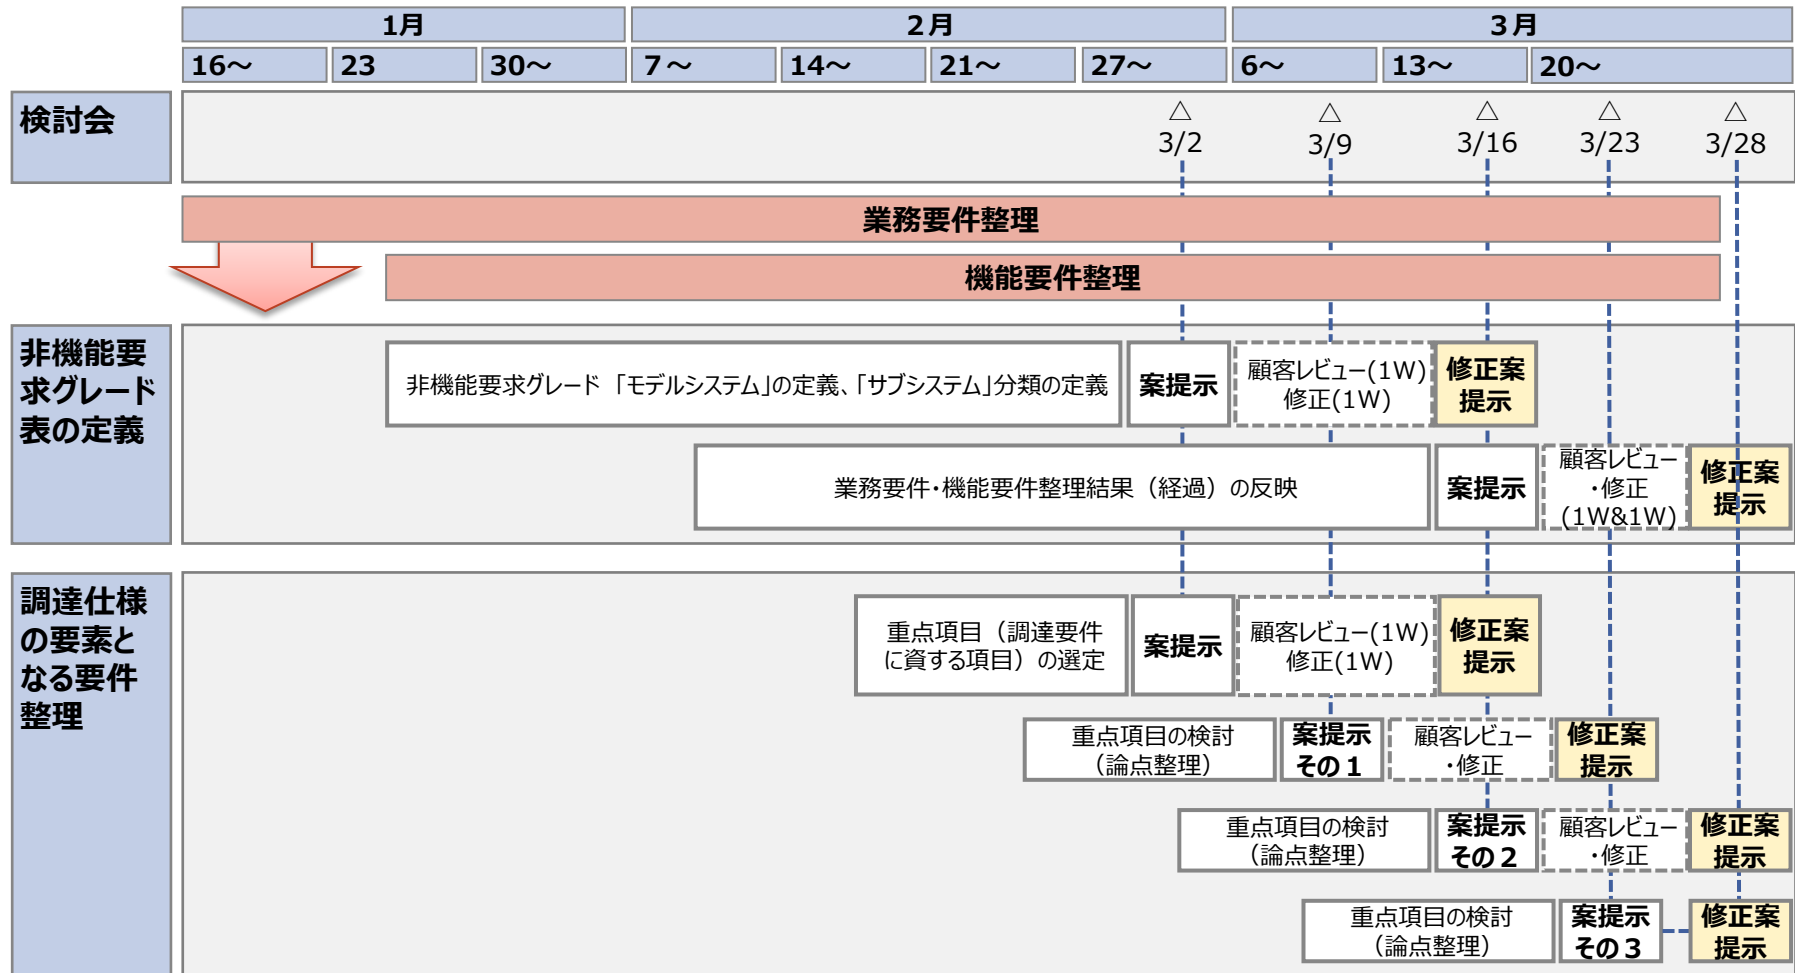 1月
2月
3月
16～
23
30～
7～
14～
21～
27～
6～
13～
20～
検討会
△
3/2
△
3/9
△
3/16
△
3/23
△
3/28
業務要件整理
機能要件整理
非機能要
求グレード
表の定義
非機能要求グレード 「モデルシステム」の定義、「サブシステム」分類の定義
案提示
顧客レビュー(1W)
修正(1W)
修正案
提示
業務要件・機能要件整理結果（経過）の反映
案提示
顧客レビュー
・修正
(1W&1W)
修正案
提示
調達仕様
の要素と
なる要件
整理
重点項目（調達要件
に資する項目）の選定
案提示
顧客レビュー(1W)
修正(1W)
修正案
提示
重点項目の検討
（論点整理）
案提示
その1
顧客レビュー
・修正
修正案
提示
重点項目の検討
（論点整理）
案提示
その2
顧客レビュー
・修正
修正案
提示
重点項目の検討
（論点整理）
案提示
その3
修正案
提示